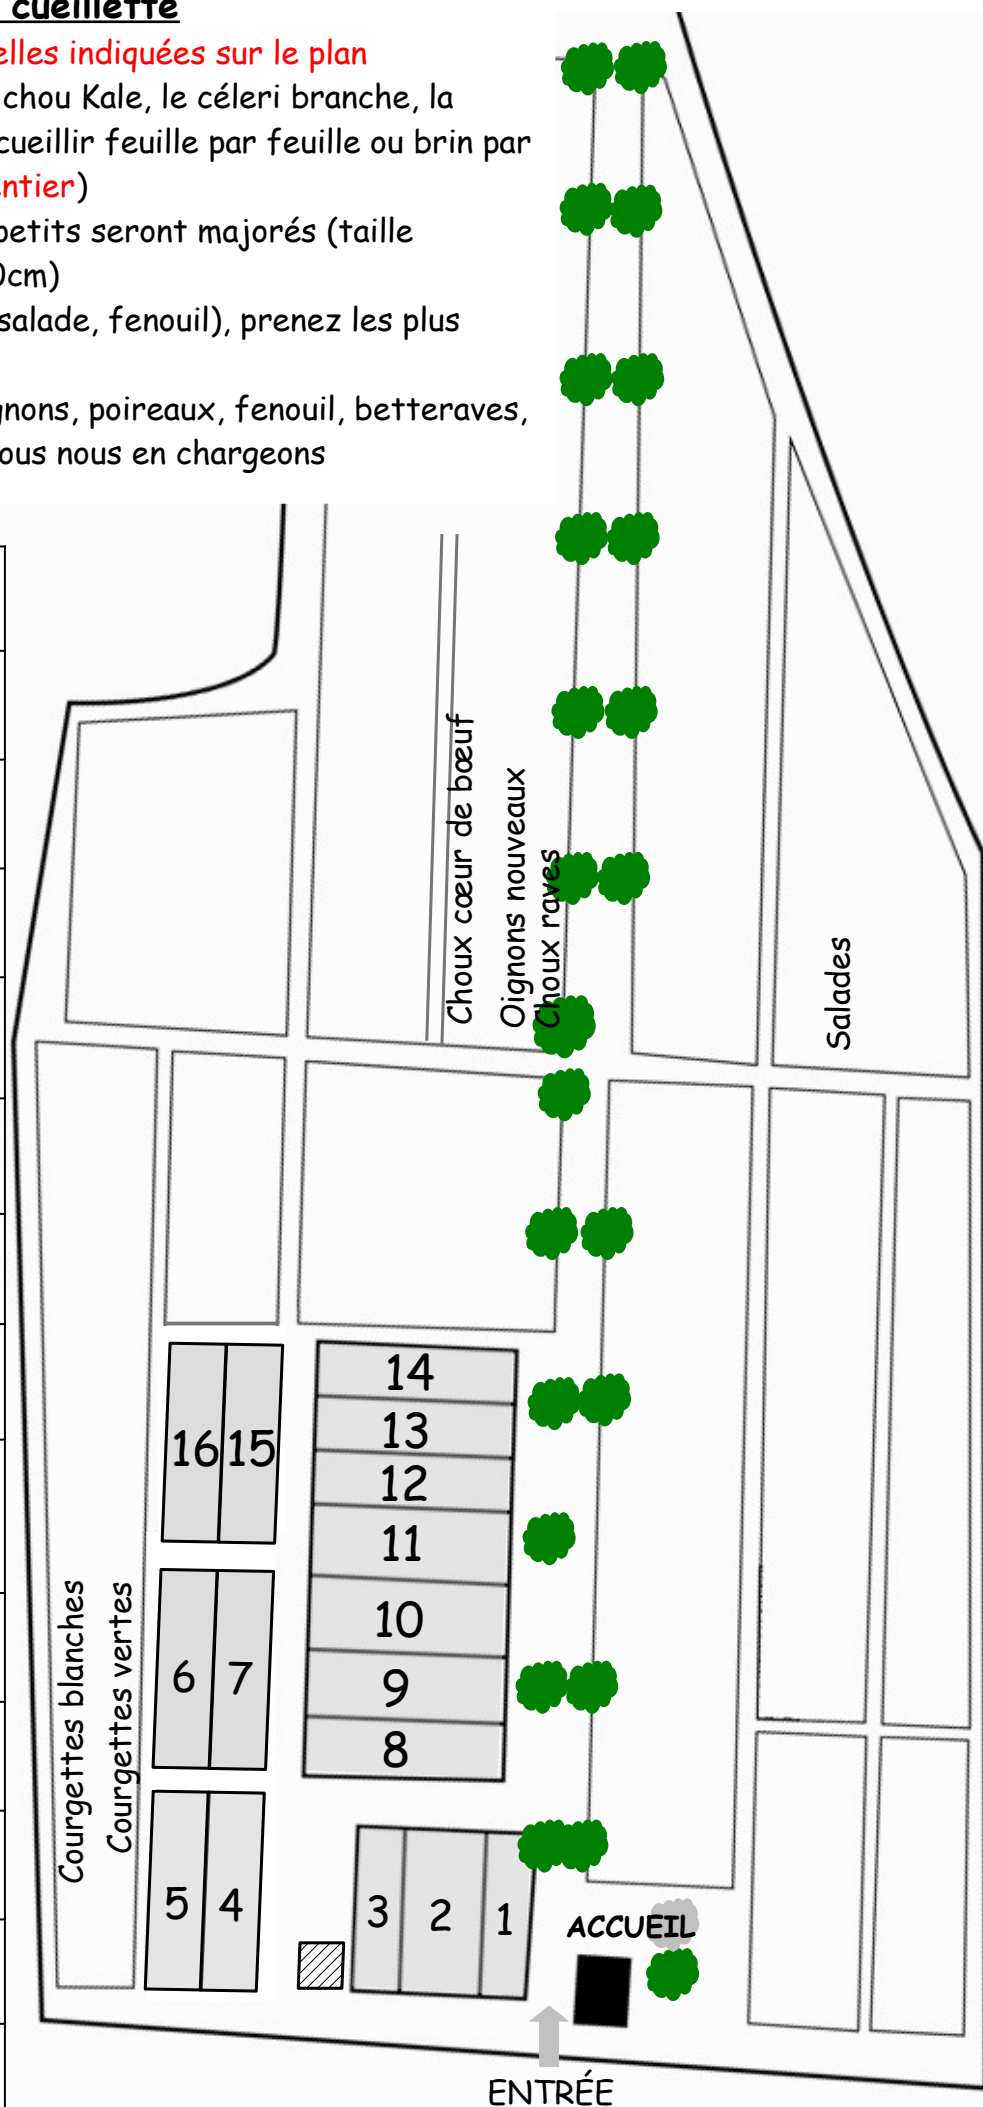 cueillette
elles indiquées sur le plan
chou Kale, le céleri branche, la
cueillir feuille par feuille ou brin par
entier)
petits seront majorés (taille
0cm)
salade, fenouil), prenez les plus
gnons, poireaux, fenouil, betteraves,
ous nous en chargeons
Choux cœur de bœuf
Oignons nouveaux
Choux raves
Salades
14
13
16 15
12
11
10
Courgettes blanches
Courgettes vertes
6 7
9
8
5 4
3 2 1
ACCUEIL
ENTRÉE